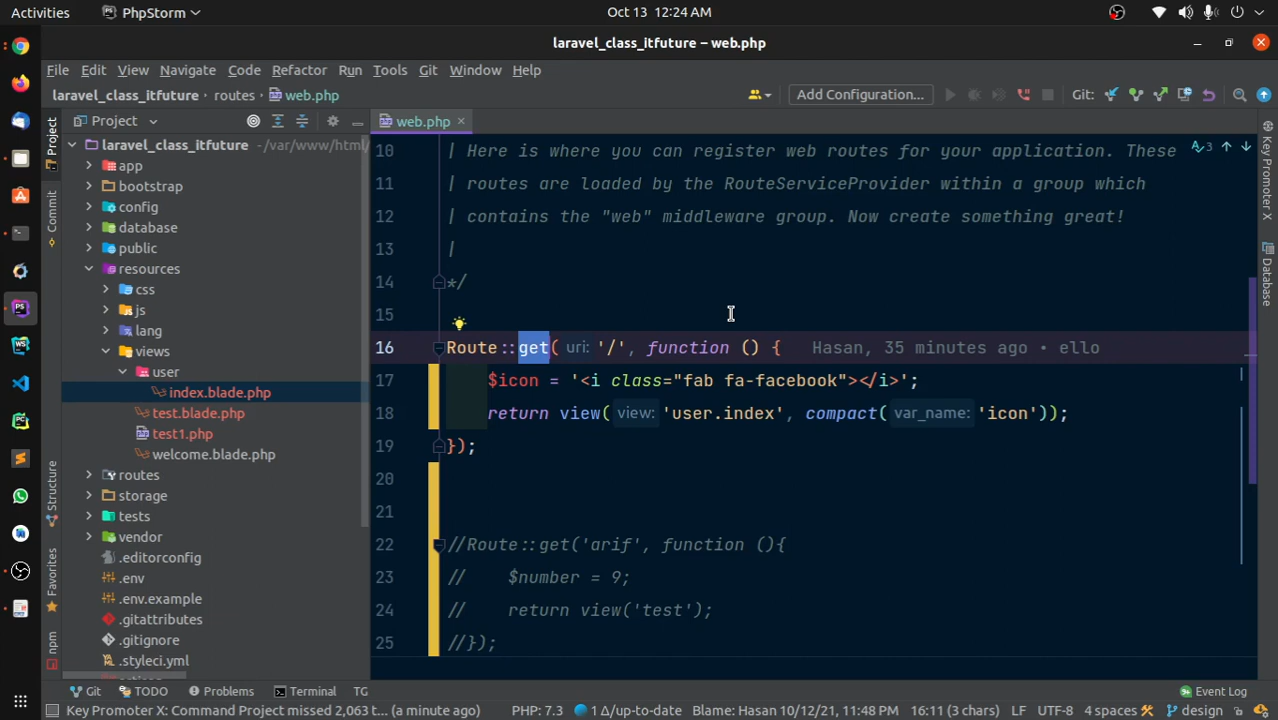 Activities PhpStorm Oct 13 12:24 AM
laravel_class_itfuture – web.php
File Edit View Navigate Code Refactor Run Tools Git Window Help
laravel_class_itfuture › routes › web.php Add Configuration... Git:
Project web.php
laravel_class_itfuture ~/var/www/html/
app
bootstrap
config
database
public
resources
css
js
lang
views
user
index.blade.php
test.blade.php
test1.php
welcome.blade.php
routes
storage
tests
vendor
.editorconfig
.env
.env.example
.gitattributes
.gitignore
.styleci.yml
Project
Commit
Structure
Favorites
npm
10 | Here is where you can register web routes for your application. These
11 | routes are loaded by the RouteServiceProvider within a group which
12 | contains the "web" middleware group. Now create something great!
13 |
14 */
15
16 Route::get( uri: '/', function () { Hasan, 35 minutes ago • ello
17 $icon = '<i class="fab fa-facebook"></i>';
18 return view( view: 'user.index', compact( var_name: 'icon'));
19 });
20
21
22 //Route::get('arif', function (){
23 // $number = 9;
24 // return view('test');
25 //});
3
Key Promoter X
Database
Git TODO Problems Terminal TG Event Log
Key Promoter X: Command Project missed 2,063 t... (a minute ago) PHP: 7.3 1 Δ/up-to-date Blame: Hasan 10/12/21, 11:48 PM 16:11 (3 chars) LF UTF-8 4 spaces design